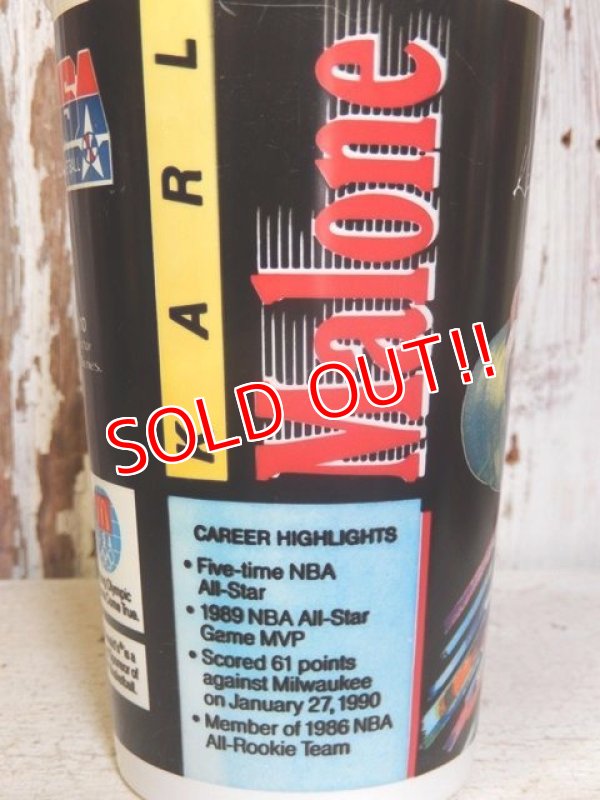 KARL
Malone
SOLD OUT!!
CAREER HIGHLIGHTS
• Five-time NBA
All-Star
• 1989 NBA All-Star
Game MVP
• Scored 61 points
against Milwaukee
on January 27, 1990
• Member of 1986 NBA
All-Rookie Team